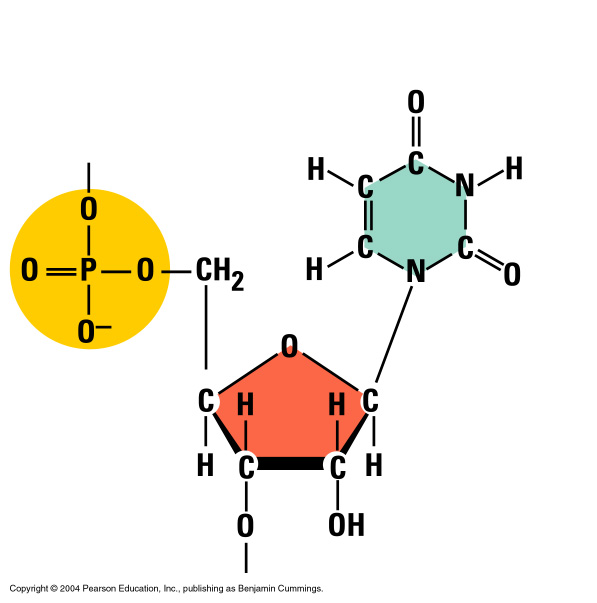 O
H C N H
O
H C C O
N
O P O CH2
O–
O
C H H C
H C C H
O OH
Copyright © 2004 Pearson Education, Inc., publishing as Benjamin Cummings.